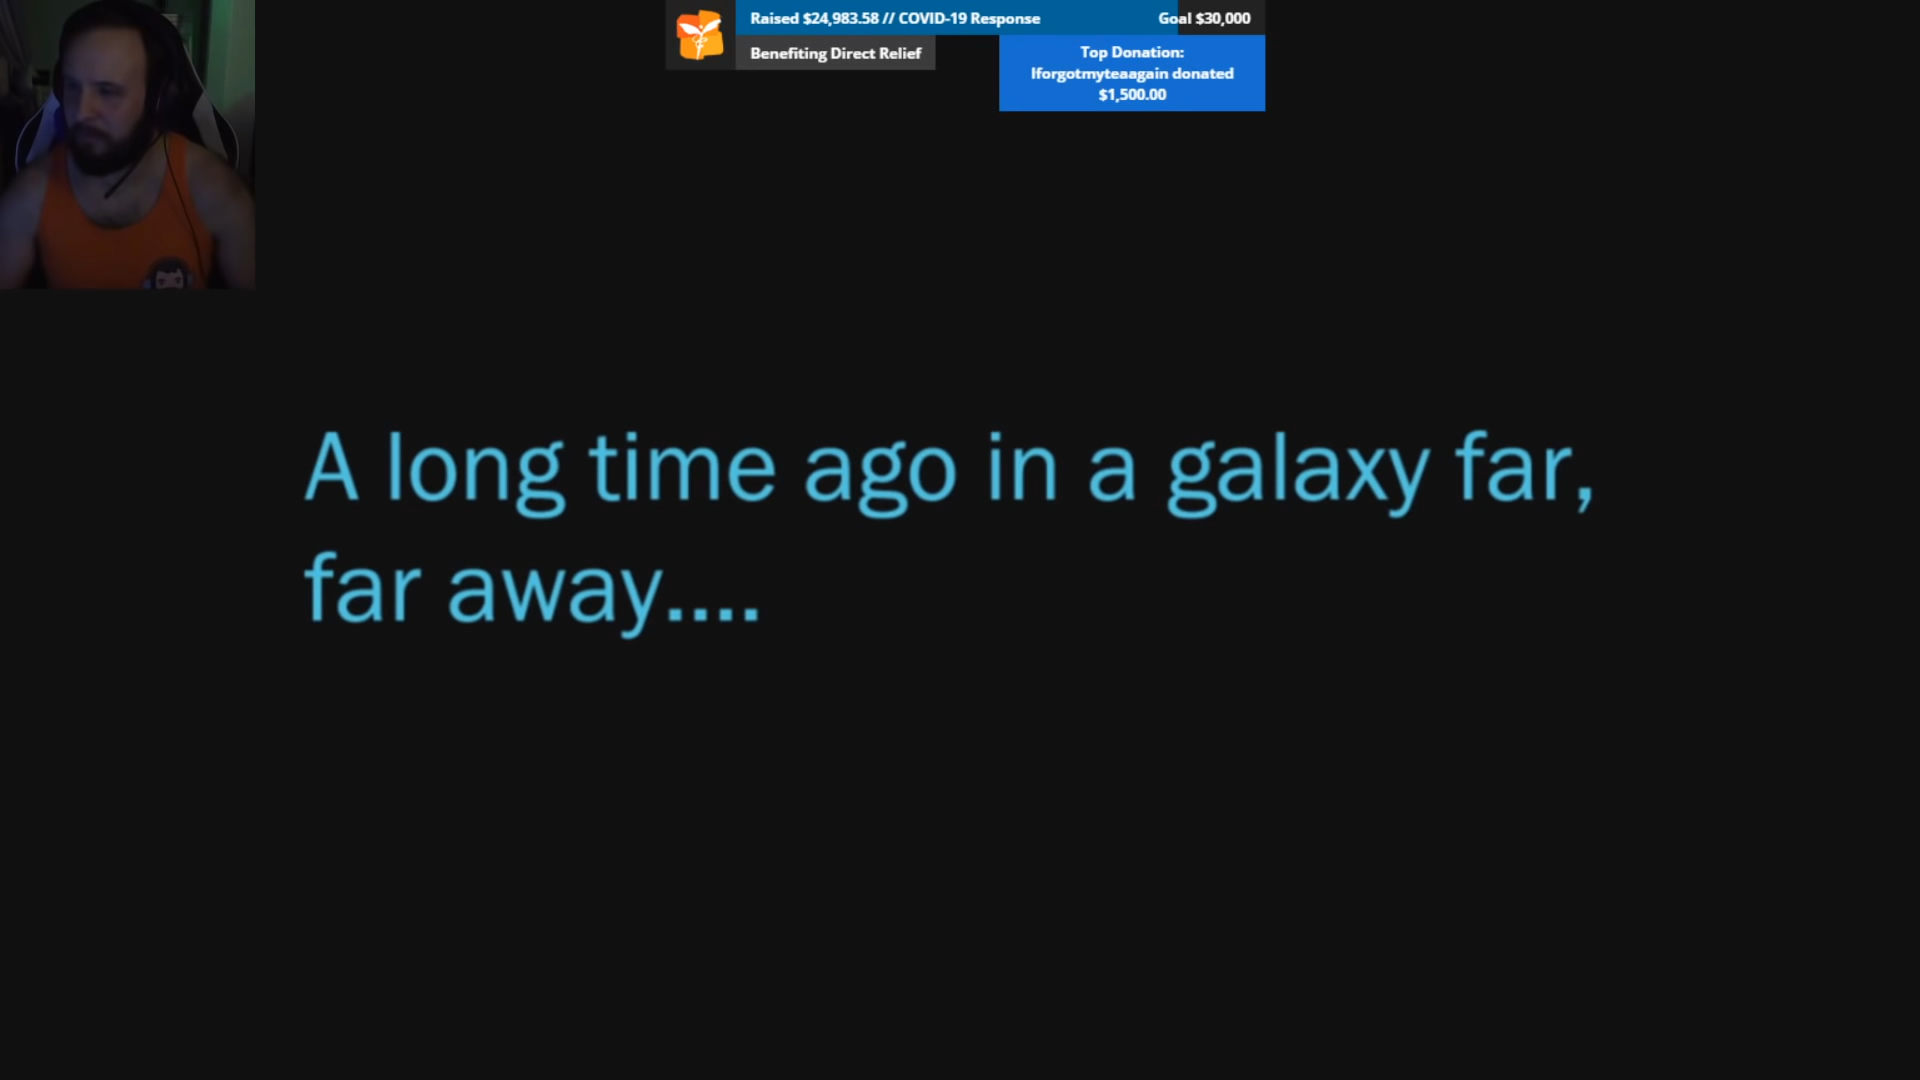 Raised $24,983.58 // COVID-19 Response
Goal $30,000
Benefiting Direct Relief
Top Donation:
Iforgotmyteaagain donated
$1,500.00
A long time ago in a galaxy far,
far away....